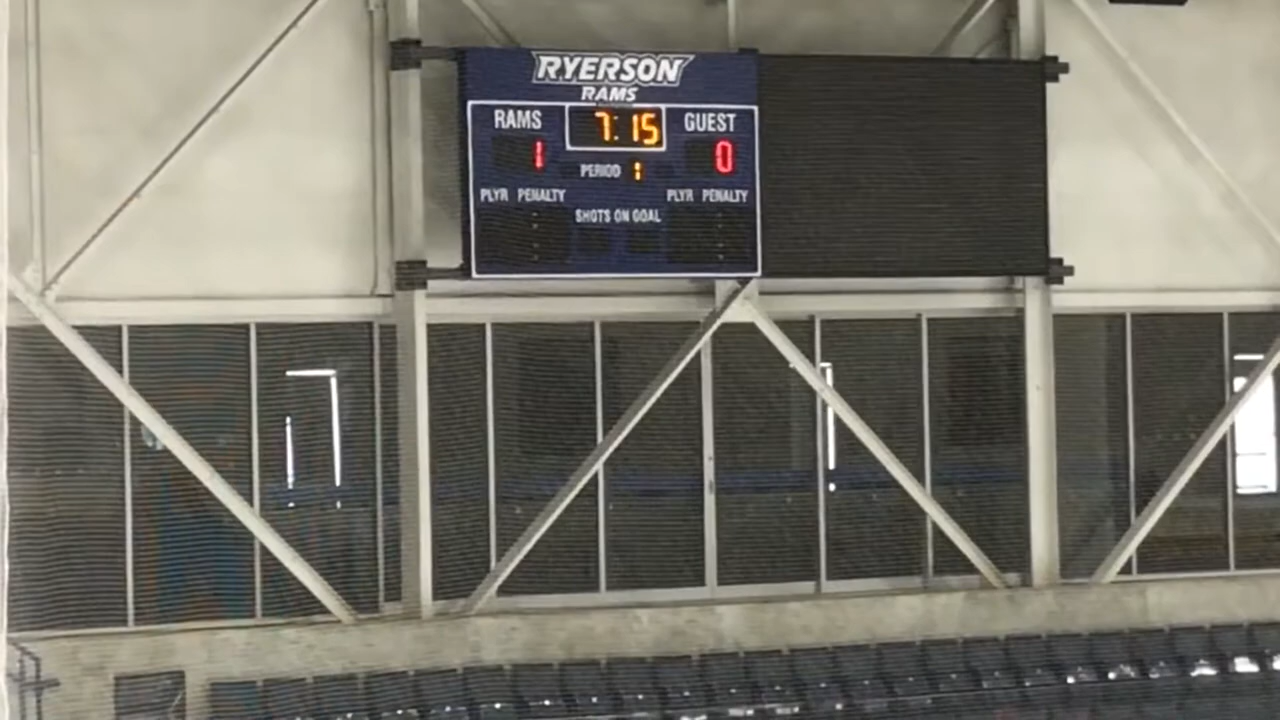 RYERSON
RAMS
RAMS 7:15 GUEST
1 PERIOD 1 0
PLYR PENALTY PLYR PENALTY
SHOTS ON GOAL